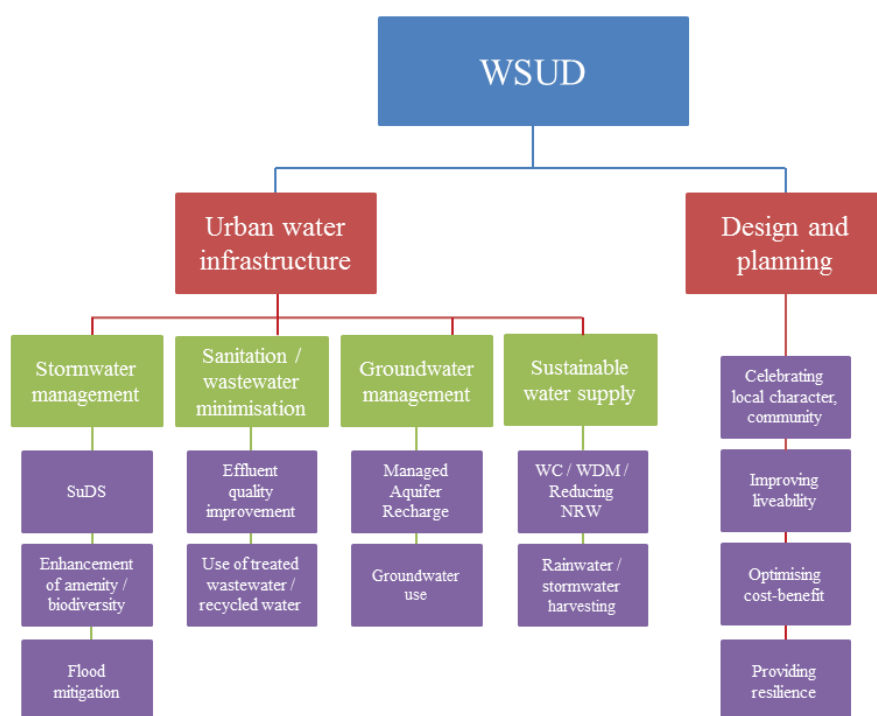 WSUD
Urban water
infrastructure
Design and
planning
Stormwater
management
Sanitation /
wastewater
minimisation
Groundwater
management
Sustainable
water supply
SuDS
Enhancement
of amenity /
biodiversity
Flood
mitigation
Effluent
quality
improvement
Use of treated
wastewater /
recycled water
Managed
Aquifer
Recharge
Groundwater
use
WC / WDM /
Reducing
NRW
Rainwater /
stormwater
harvesting
Celebrating
local character,
community
Improving
liveability
Optimising
cost-benefit
Providing
resilience